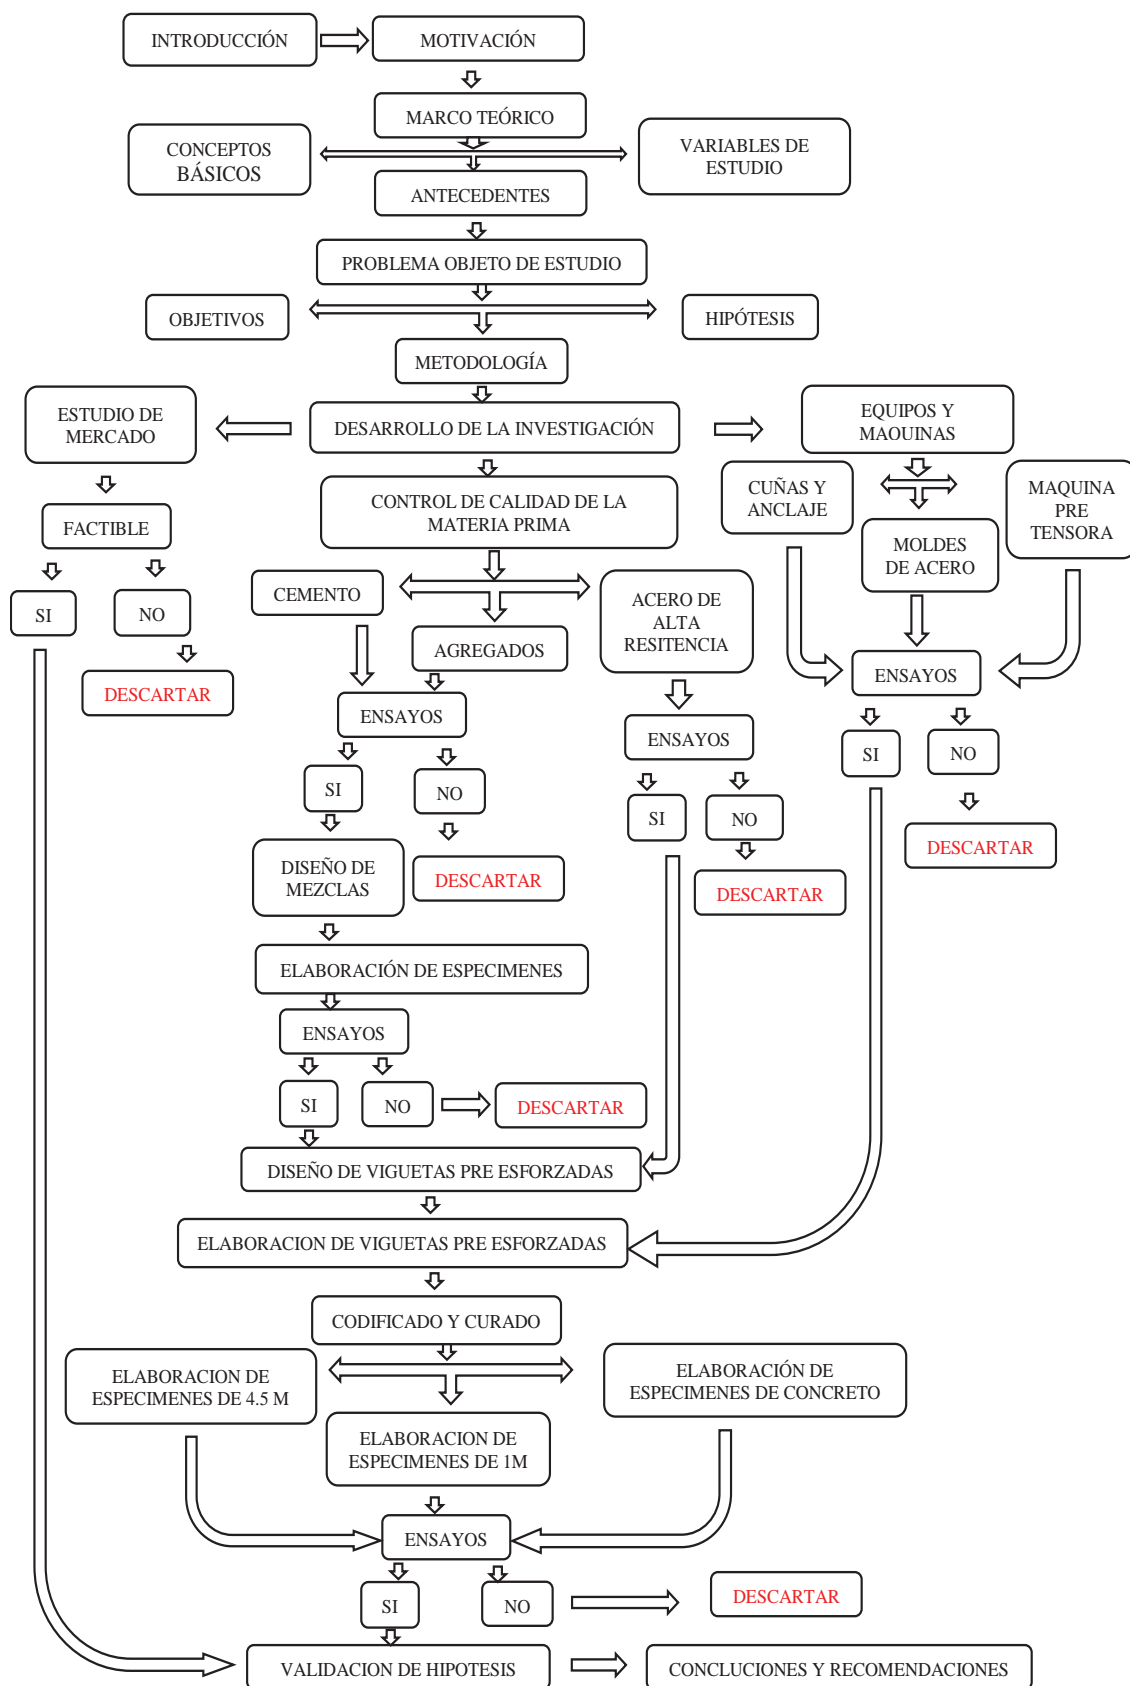 INTRODUCCIÓN
MOTIVACIÓN
MARCO TEÓRICO
CONCEPTOS
BÁSICOS
VARIABLES DE
ESTUDIO
ANTECEDENTES
PROBLEMA OBJETO DE ESTUDIO
OBJETIVOS
HIPÓTESIS
METODOLOGÍA
ESTUDIO DE
MERCADO
DESARROLLO DE LA INVESTIGACIÓN
EQUIPOS Y
MAQUINAS
FACTIBLE
CONTROL DE CALIDAD DE LA
MATERIA PRIMA
CUÑAS Y
ANCLAJE
MOLDES
DE ACERO
MAQUINA
PRE
TENSORA
SI
NO
DESCARTAR
CEMENTO
AGREGADOS
ACERO DE
ALTA
RESITENCIA
ENSAYOS
ENSAYOS
ENSAYOS
SI
NO
DESCARTAR
SI
NO
DESCARTAR
SI
NO
DESCARTAR
DISEÑO DE
MEZCLAS
ELABORACIÓN DE ESPECIMENES
ENSAYOS
SI
NO
DESCARTAR
DISEÑO DE VIGUETAS PRE ESFORZADAS
ELABORACION DE VIGUETAS PRE ESFORZADAS
CODIFICADO Y CURADO
ELABORACION DE
ESPECIMENES DE 4.5 M
ELABORACION DE
ESPECIMENES DE 1M
ELABORACIÓN DE
ESPECIMENES DE CONCRETO
ENSAYOS
SI
NO
DESCARTAR
VALIDACION DE HIPOTESIS
CONCLUCIONES Y RECOMENDACIONES